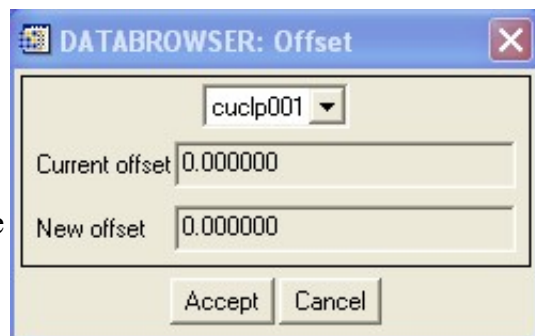 DATABROWSER: Offset
cuclp001
Current offset 0.000000
e
New offset 0.000000
Accept Cancel